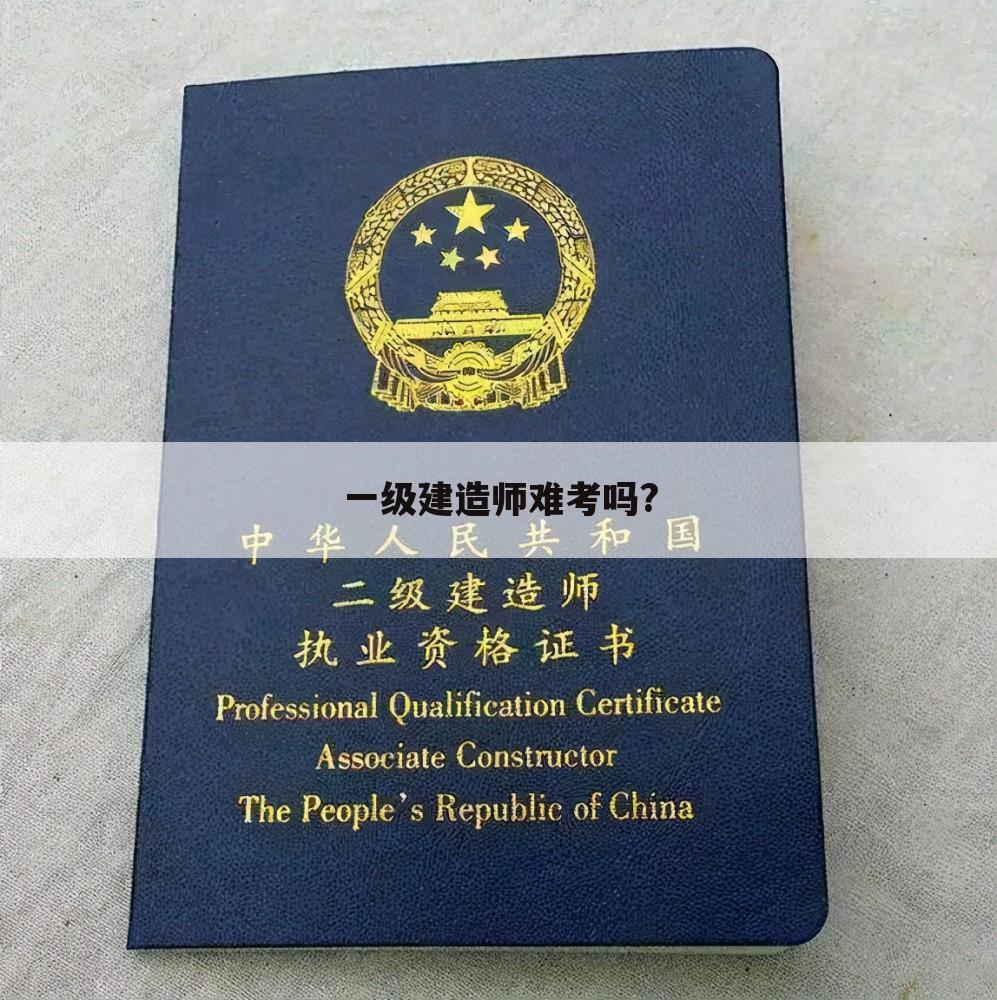 一级建造师难考吗?
中华人民共和国
二级建造师
执业资格证书
Professional Qualification Certificate
Associate Constructor
The People's Republic of China